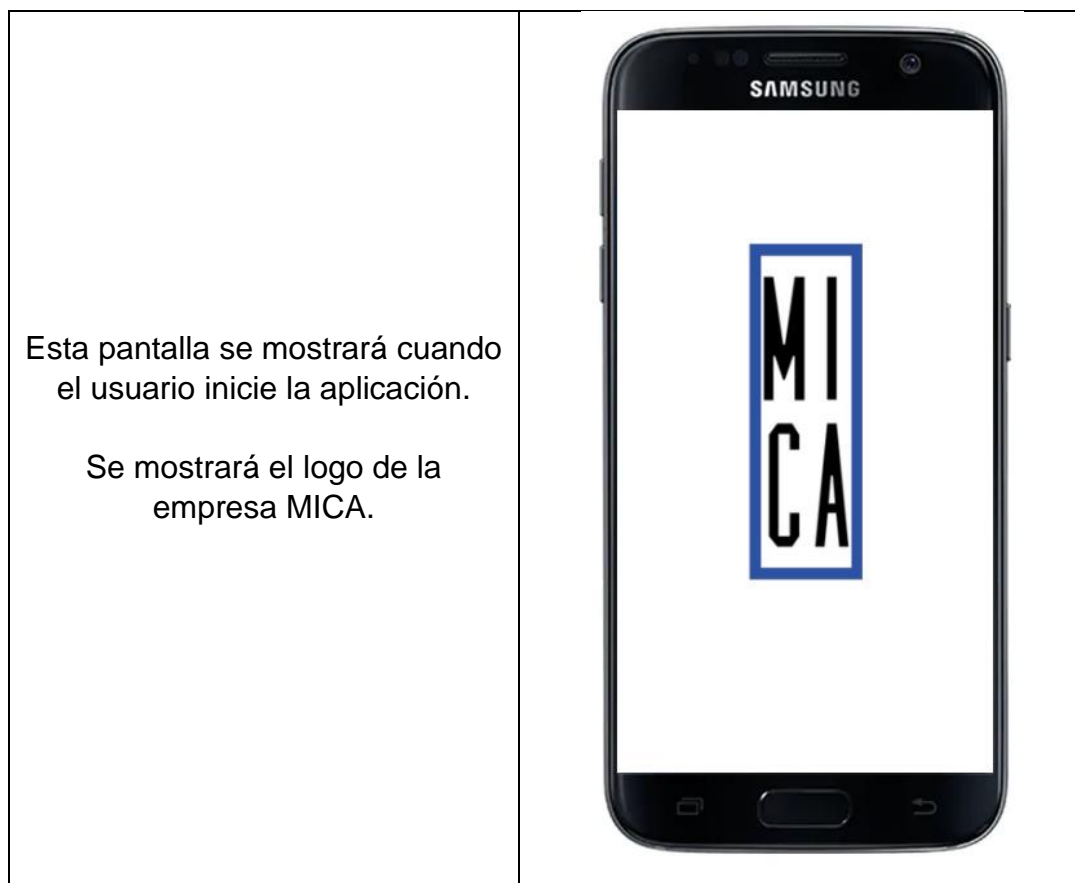 Esta pantalla se mostrará cuando
el usuario inicie la aplicación.
Se mostrará el logo de la
empresa MICA.
SAMSUNG
MI
CA